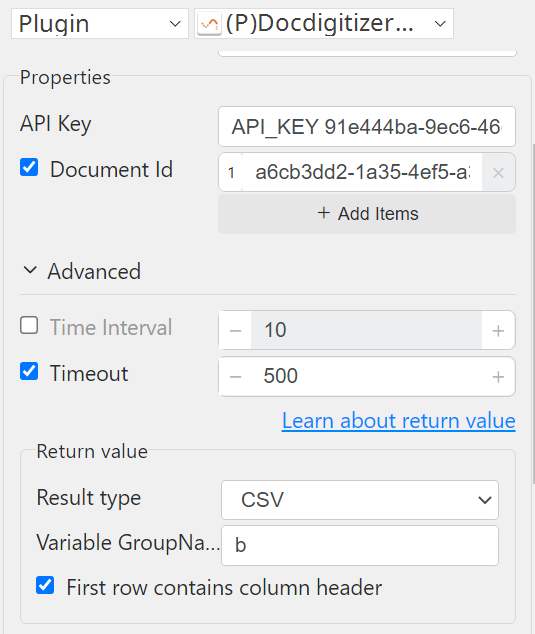 Plugin (P)Docdigitizer...
Properties
API Key API_KEY 91e444ba-9ec6-46
Document Id 1 a6cb3dd2-1a35-4ef5-a
+ Add Items
Advanced
Time Interval − 10 +
Timeout − 500 +
Learn about return value
Return value
Result type CSV
Variable GroupNa... b
First row contains column header